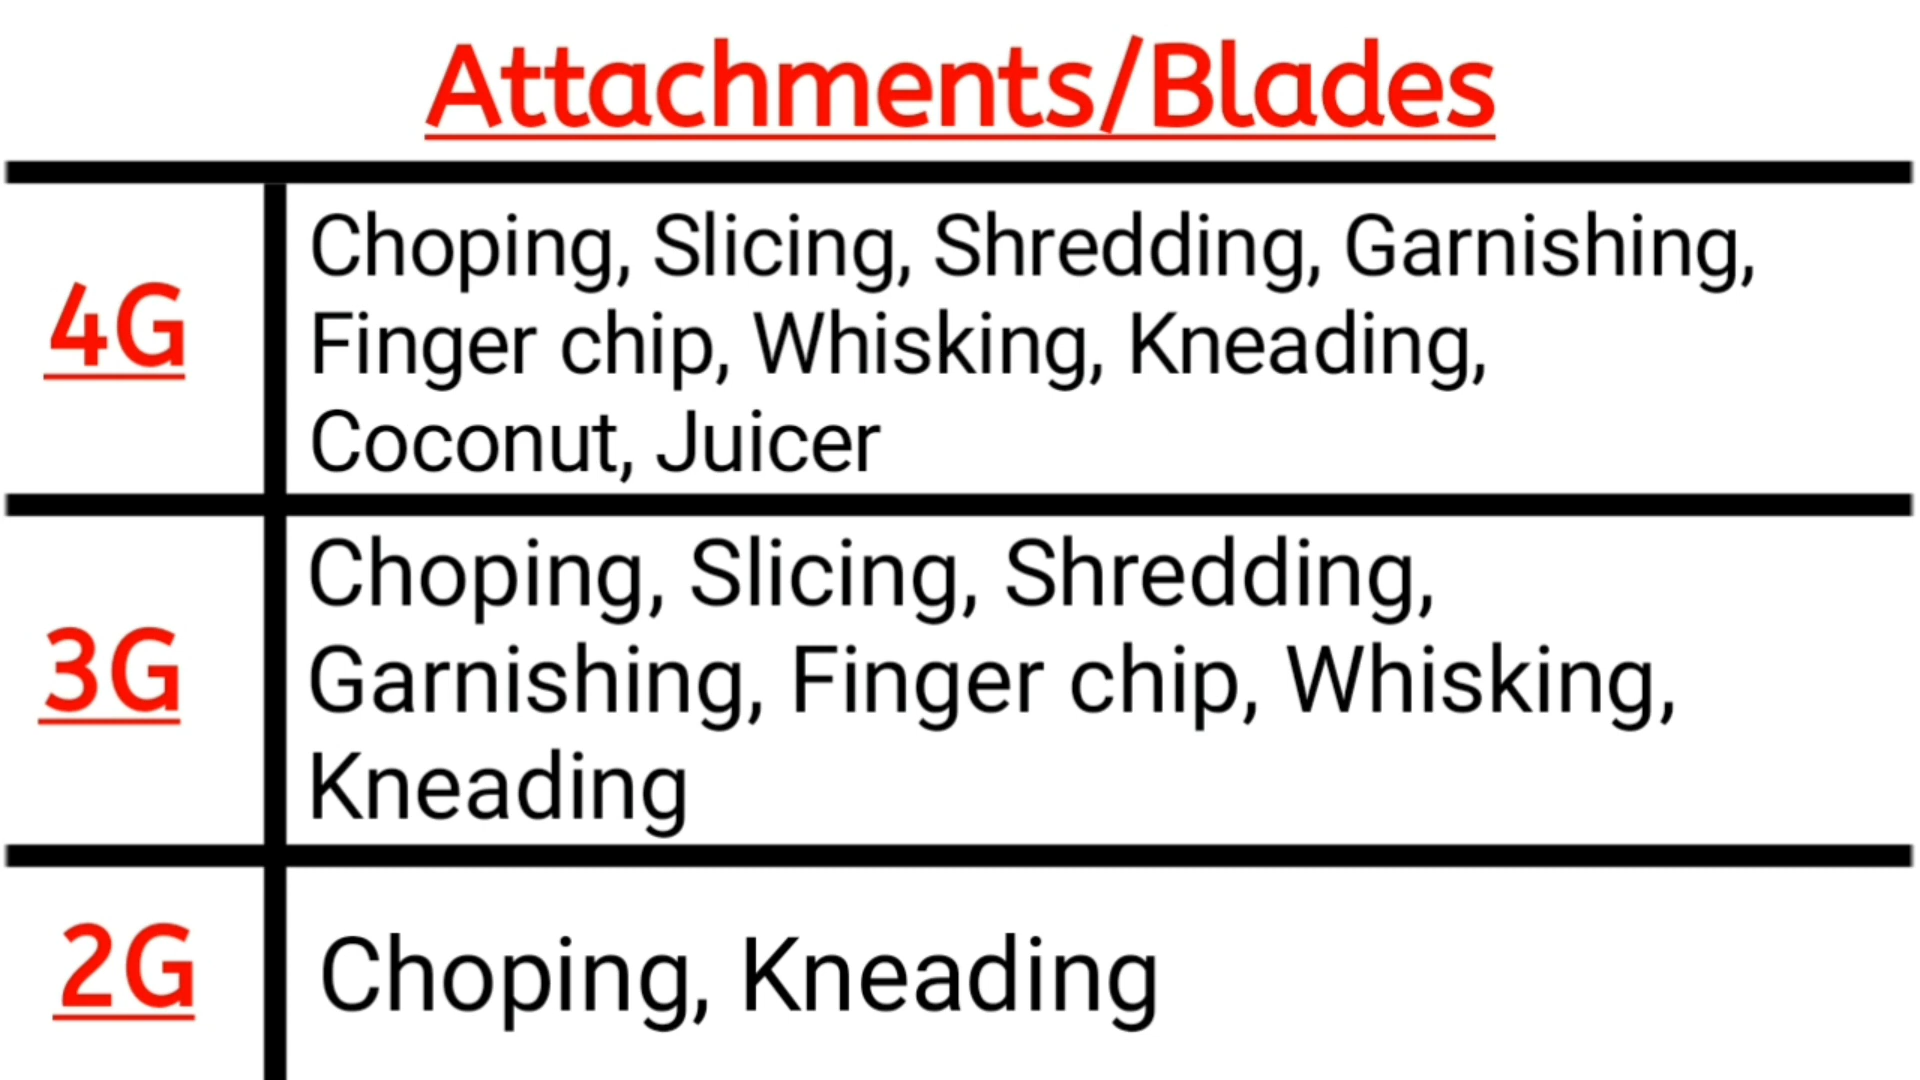 Attachments/Blades
4G
Choping, Slicing, Shredding, Garnishing,
Finger chip, Whisking, Kneading,
Coconut, Juicer
3G
Choping, Slicing, Shredding,
Garnishing, Finger chip, Whisking,
Kneading
2G
Choping, Kneading